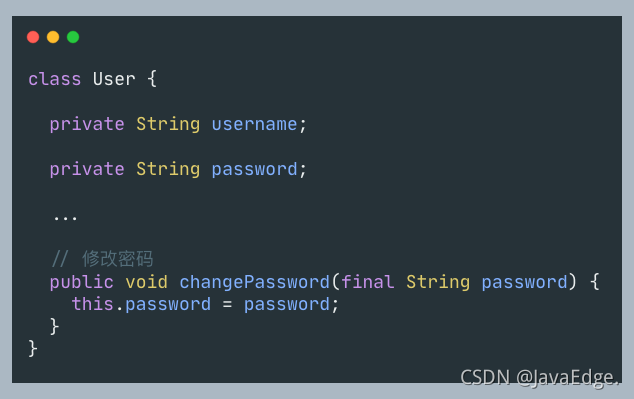 class User {
private String username;
private String password;
...
// 修改密码
public void changePassword(final String password) {
this.password = password;
}
}
CSDN @JavaEdge.